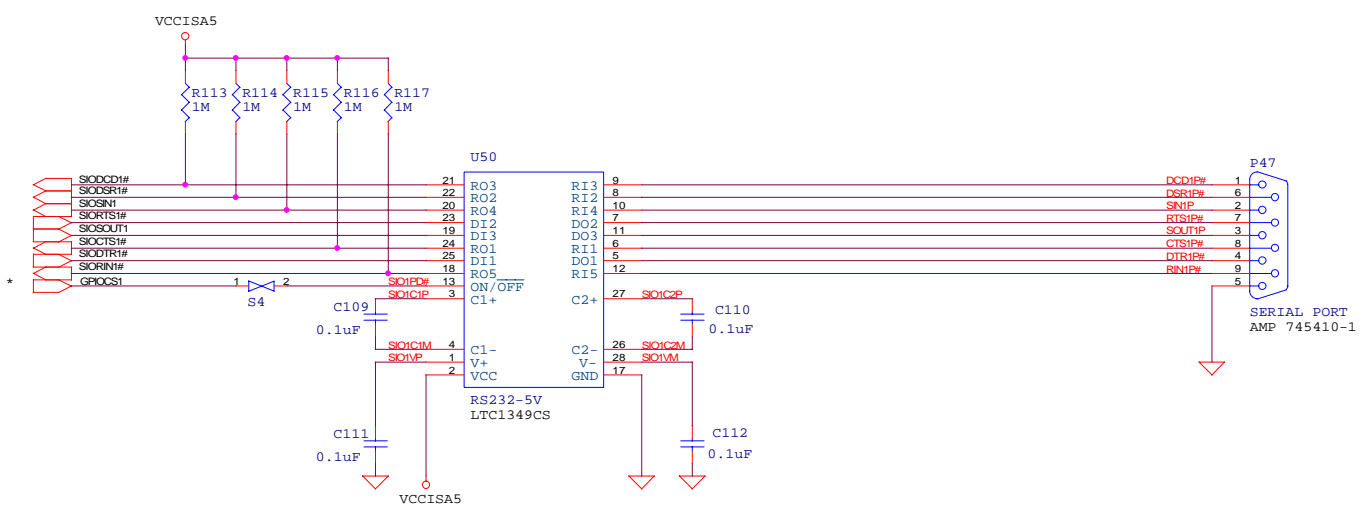 VCCISA5
R113 R114 R115 R116 R117
1M 1M 1M 1M 1M
U50
P47
SIODCD1# 21 RO3 RI3 9 DCD1P# 1
SIODSR1# 22 RO2 RI2 8 DSR1P# 6
SIOSIN1 20 RO4 RI4 10 SIN1P 2
SIORTS1# 23 DI2 DO2 7 RTS1P# 7
SIOSOUT1 19 DI3 DO3 11 SOUT1P 3
SIOCTS1# 24 RO1 RI1 6 CTS1P# 8
SIODTR1# 25 DI1 DO1 5 DTR1P# 4
SIORIN1# 18 RO5 RI5 12 RIN1P# 9
* GPIOCS1 1 2 SIO1PD# 13 ON/OFF 5
S4
SIO1C1P 3 C1+ C2+ 27 SIO1C2P
C109 C110
0.1uF 0.1uF
SERIAL PORT
AMP 745410-1
SIO1C1M 4 C1- C2- 26 SIO1C2M
SIO1VP 1 V+ V- 28 SIO1VM
2 VCC GND 17
RS232-5V
LTC1349CS
C111 C112
0.1uF 0.1uF
VCCISA5